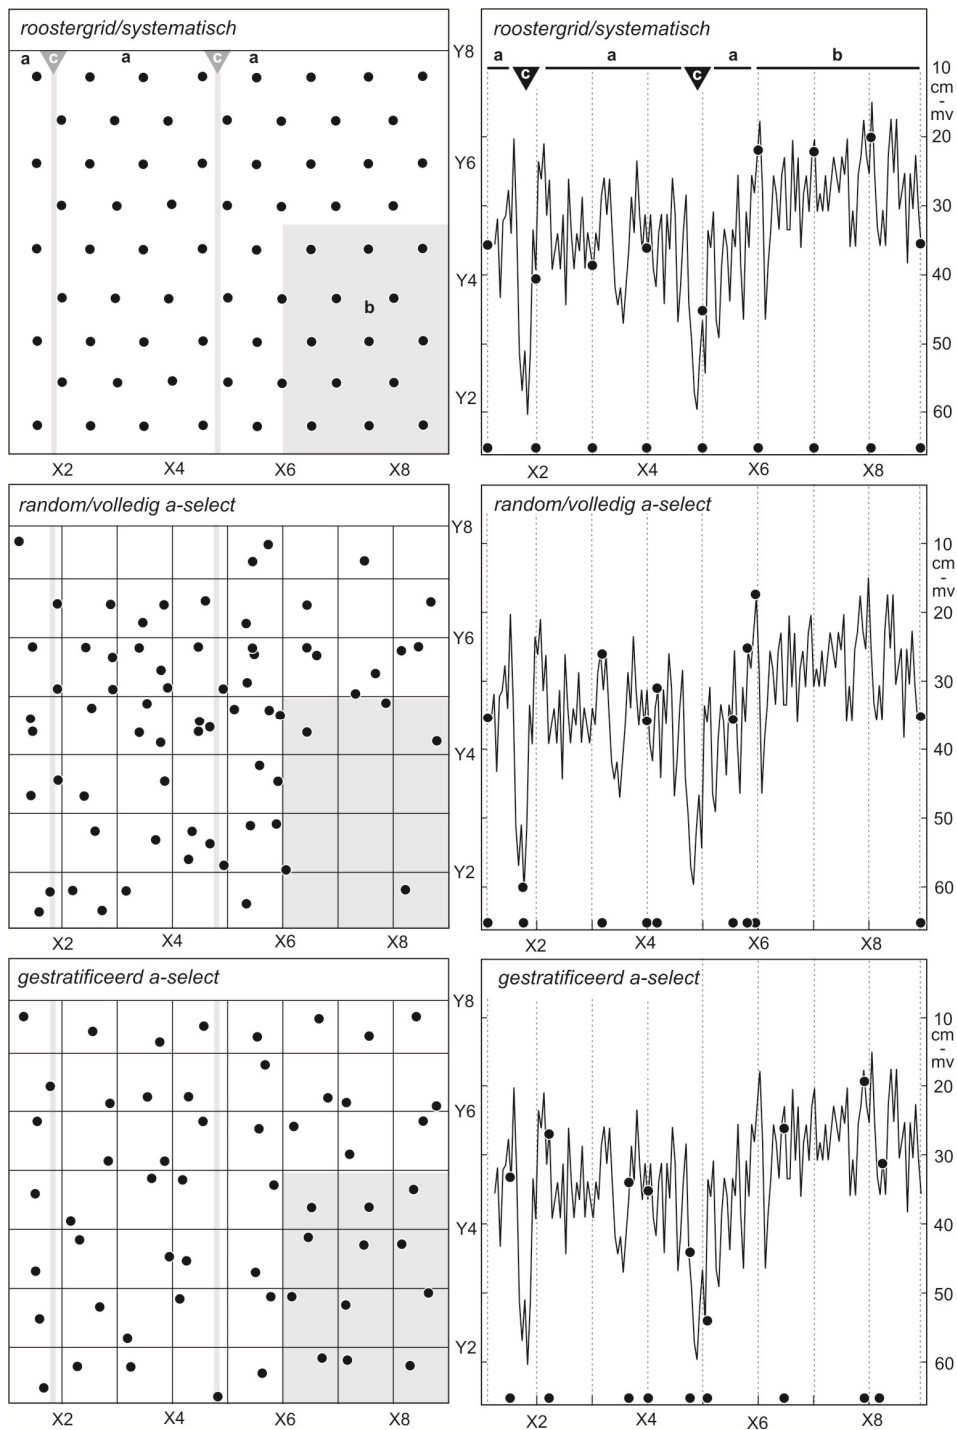 roostergrid/systematisch
a c a c a
Y8
Y6
Y4
b
Y2
X2 X4 X6 X8
roostergrid/systematisch
a a a b
c c
10
cm
-
mv
20
30
40
50
60
X2 X4 X6 X8
random/volledig a-select
Y8
Y6
Y4
Y2
X2 X4 X6 X8
random/volledig a-select
10
cm
-
mv
20
30
40
50
60
X2 X4 X6 X8
gestratificeerd a-select
Y8
Y6
Y4
Y2
X2 X4 X6 X8
gestratificeerd a-select
10
cm
-
mv
20
30
40
50
60
X2 X4 X6 X8